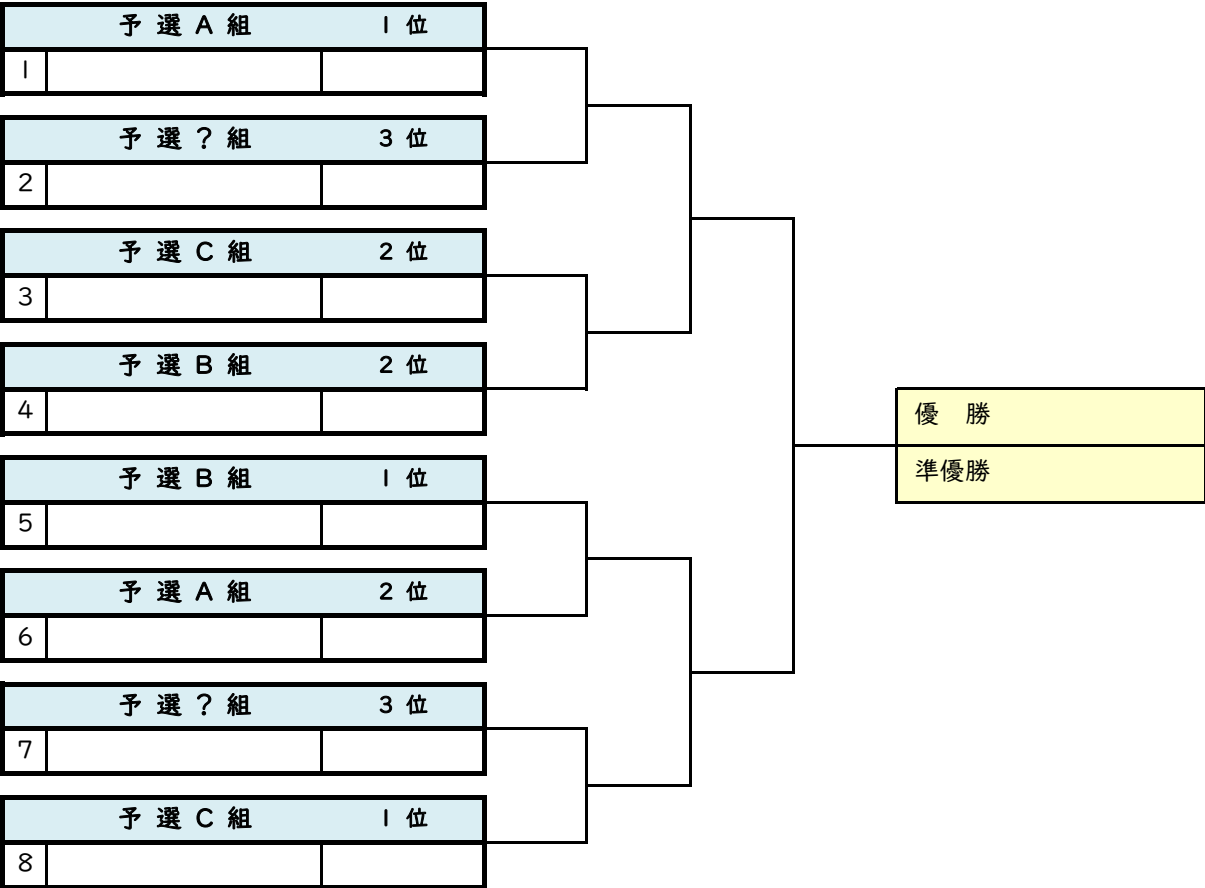 予選A組 1位
1
予選?組 3位
2
予選C組 2位
3
予選B組 2位
4
優 勝
予選B組 1位
準優勝
5
予選A組 2位
6
予選?組 3位
7
予選C組 1位
8